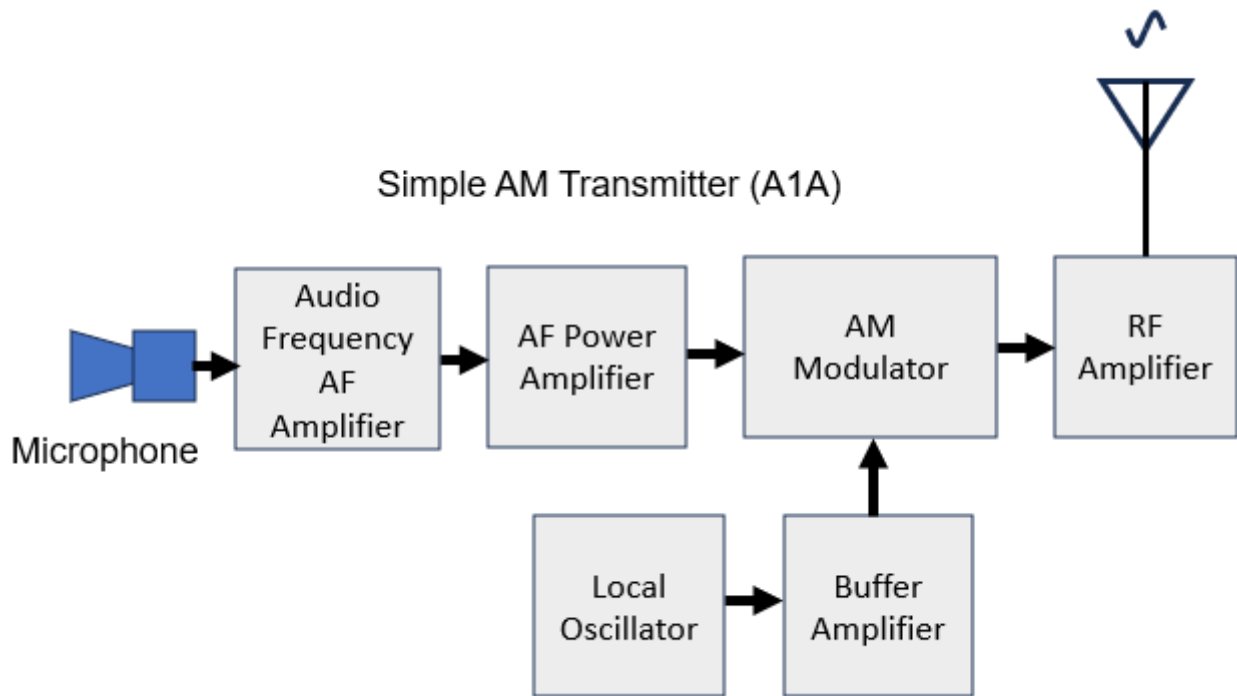 Simple AM Transmitter (A1A)
Microphone
Audio
Frequency
AF
Amplifier
AF Power
Amplifier
AM
Modulator
RF
Amplifier
Local
Oscillator
Buffer
Amplifier